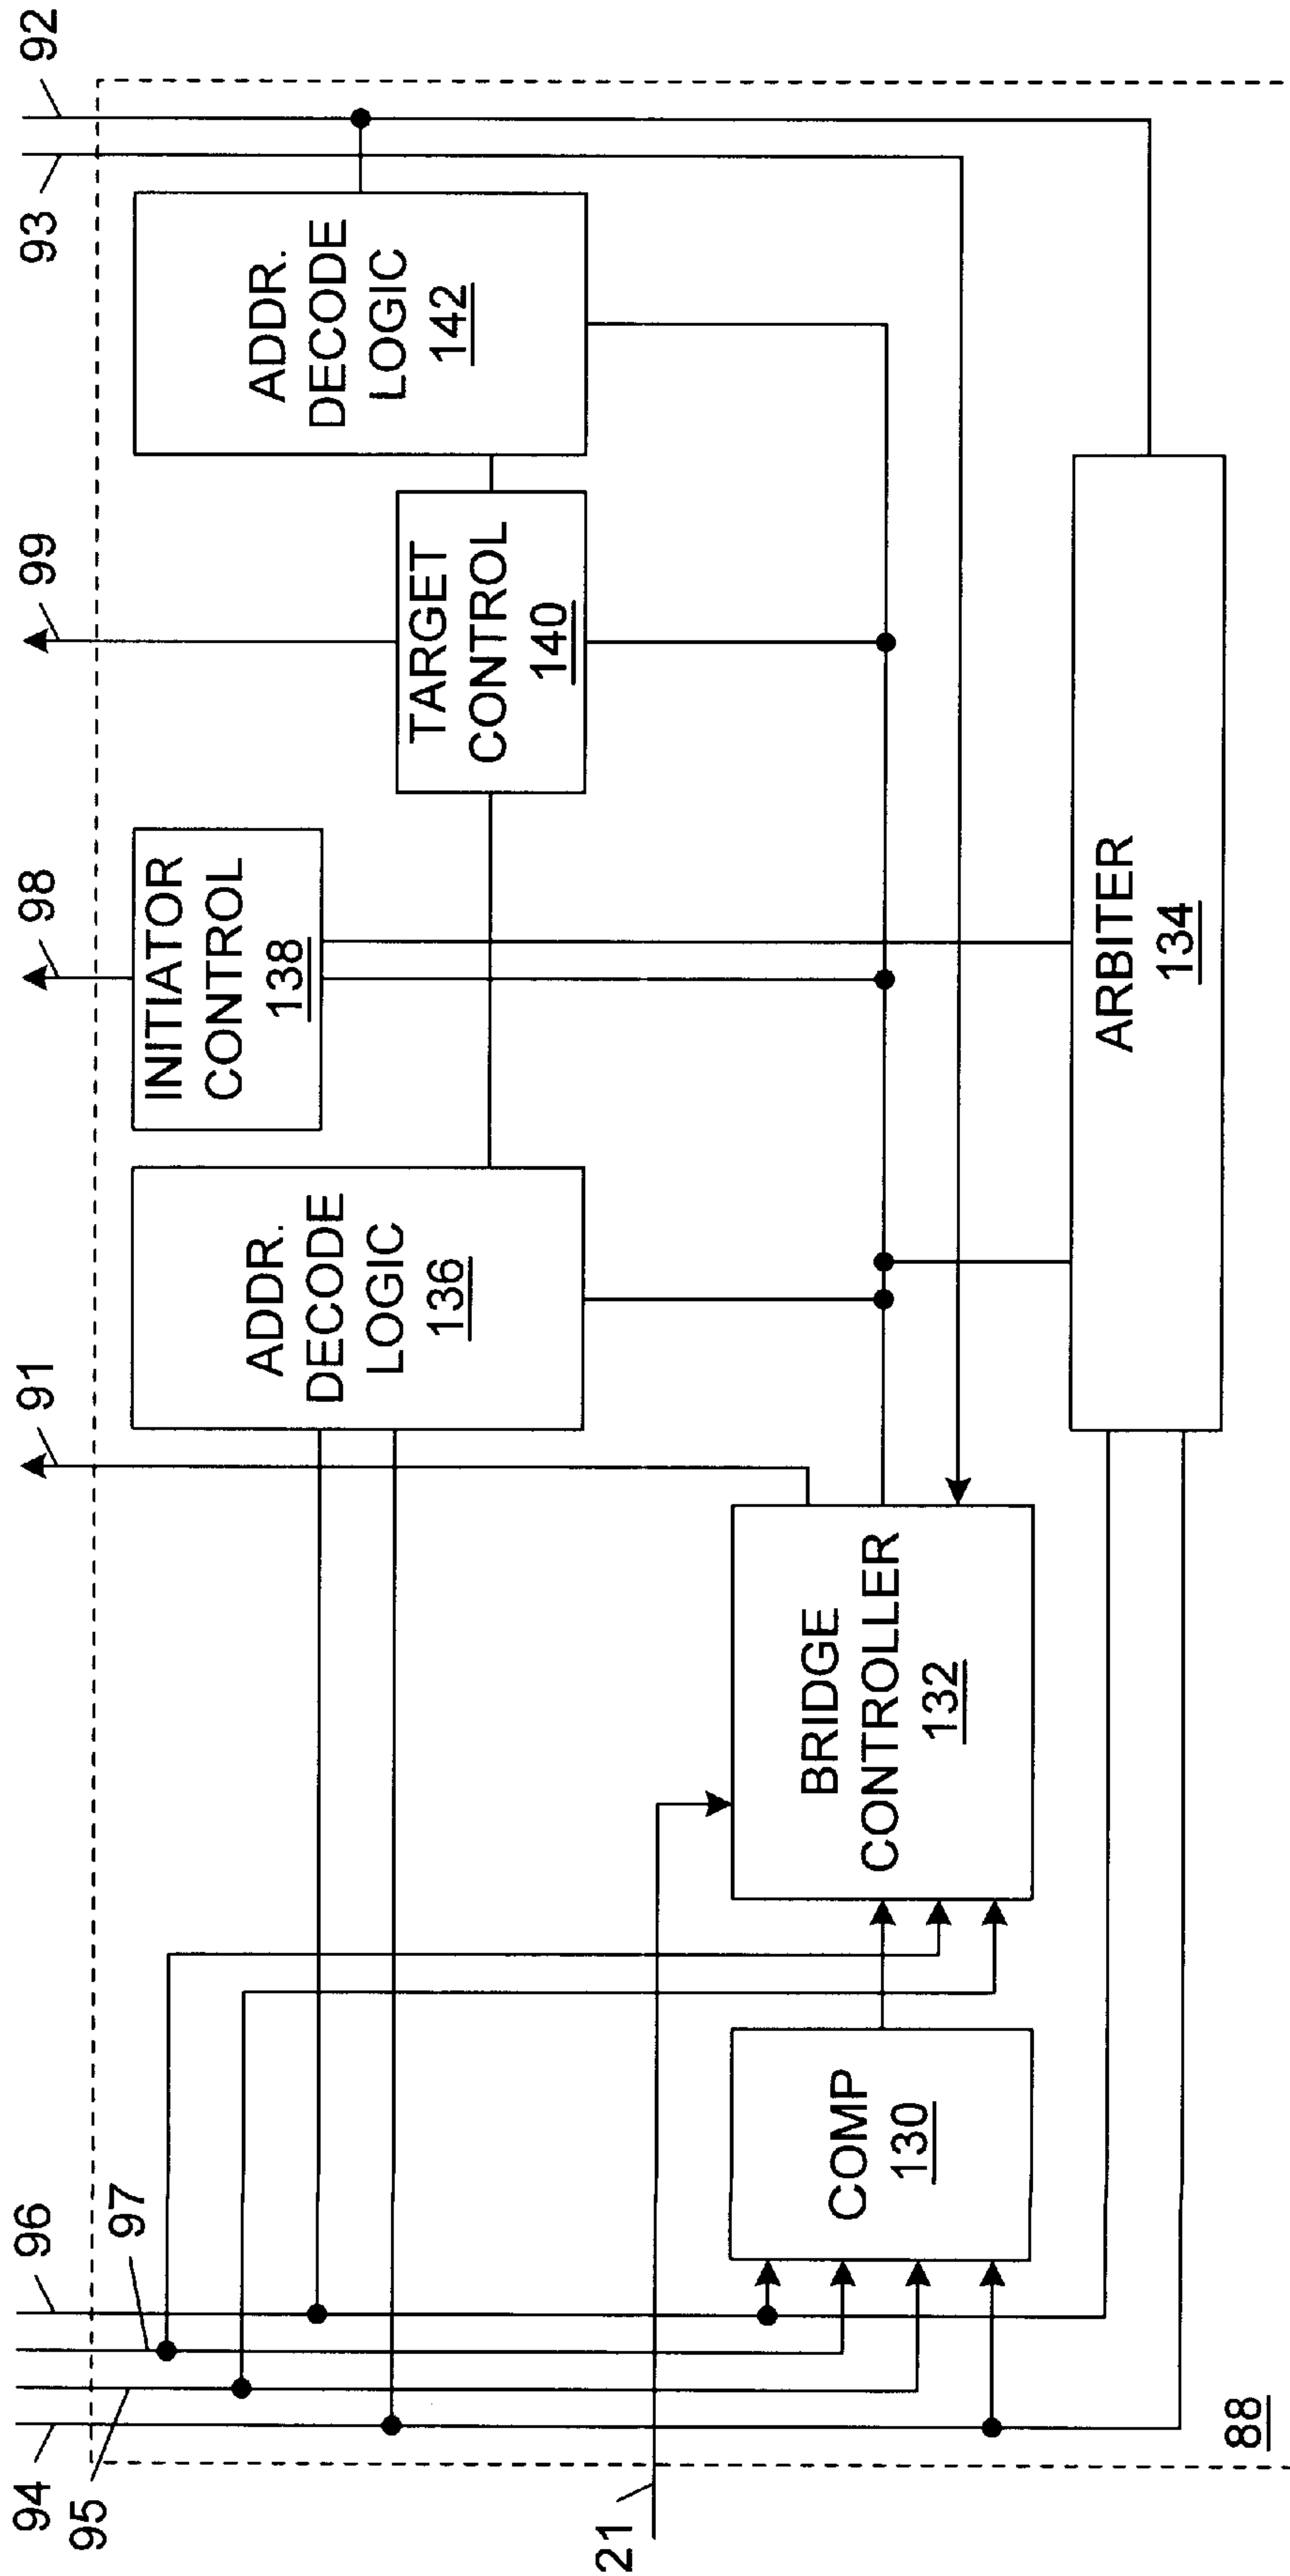 94
95
97
96
91
98
99
93
92
21
ADDR.
DECODE
LOGIC
136
INITIATOR
CONTROL
138
TARGET
CONTROL
140
ADDR.
DECODE
LOGIC
142
COMP
130
BRIDGE
CONTROLLER
132
ARBITER
134
88